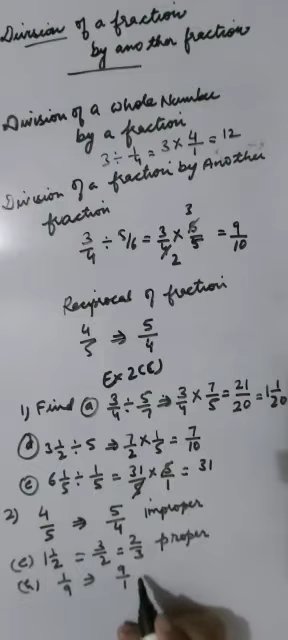 Division of a fraction
by another fraction
Division of a Whole Number
by a fraction
3 ÷ 1/4 = 3 × 4/1 = 12
Division of a fraction by Another
fraction
3/4 ÷ 5/6 = 3/4 × 6/5 = 9/10
3
2
Reciprocal of fraction
4/5 ⇒ 5/4
Ex 2(E)
1) Find (a) 3/4 ÷ 5/7 ⇒ 3/4 × 7/5 = 21/20 = 1 1/20
(d) 3 1/2 ÷ 5 ⇒ 7/2 × 1/5 = 7/10
(e) 6 1/5 ÷ 1/5 = 31/5 × 5/1 = 31
2) 4/5 ⇒ 5/4 improper
(e) 1 1/2 = 3/2 = 2/3 proper
(h) 1/9 ⇒ 9/1